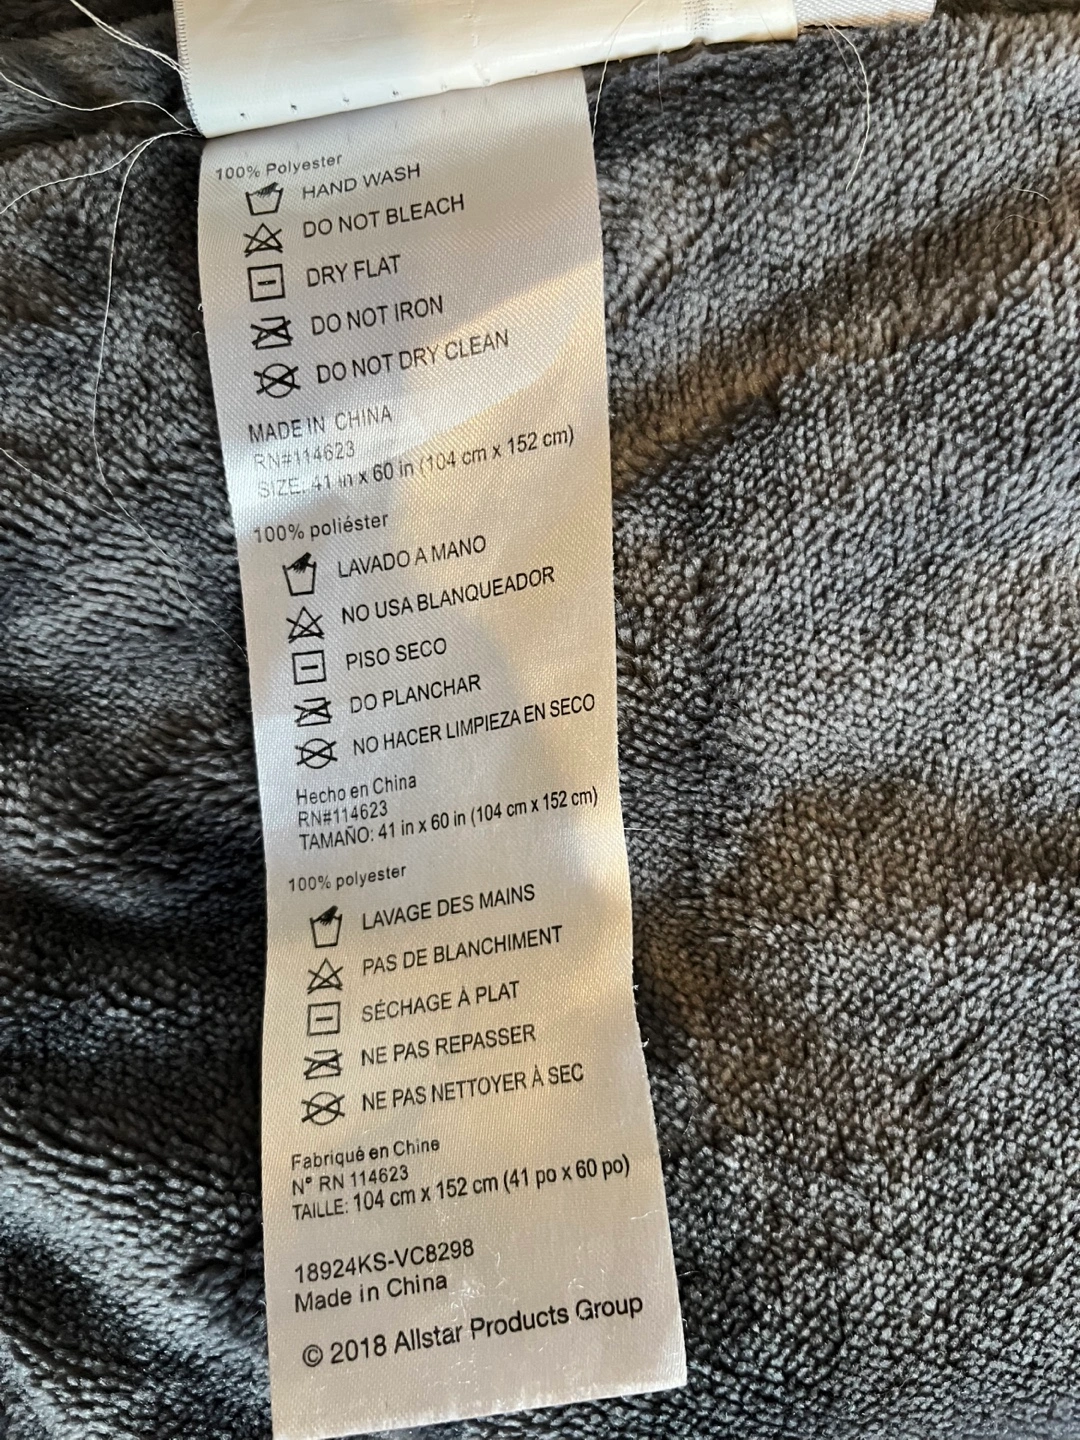 100% Polyester
HAND WASH
DO NOT BLEACH
DRY FLAT
DO NOT IRON
DO NOT DRY CLEAN
MADE IN CHINA
RN#114623
SIZE: 41 in x 60 in (104 cm x 152 cm)
100% poliéster
LAVADO A MANO
NO USA BLANQUEADOR
PISO SECO
DO PLANCHAR
NO HACER LIMPIEZA EN SECO
Hecho en China
RN#114623
TAMAÑO: 41 in x 60 in (104 cm x 152 cm)
100% polyester
LAVAGE DES MAINS
PAS DE BLANCHIMENT
SÉCHAGE À PLAT
NE PAS REPASSER
NE PAS NETTOYER À SEC
Fabriqué en Chine
N° RN 114623
TAILLE: 104 cm x 152 cm (41 po x 60 po)
18924KS-VC8298
Made in China
© 2018 Allstar Products Group